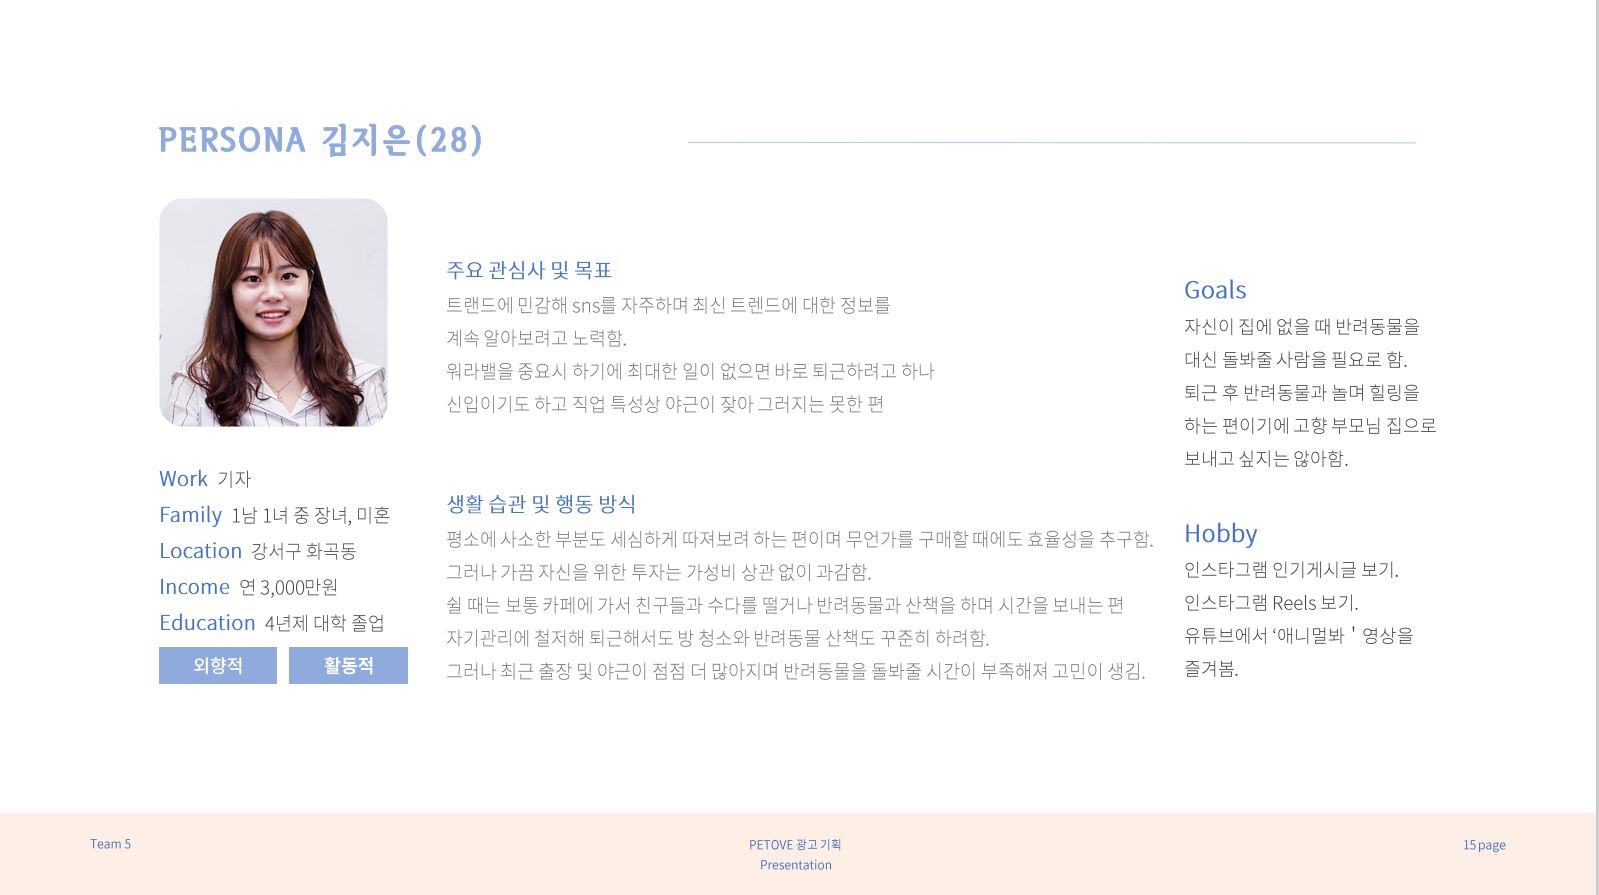 PERSONA 김지은(28)
주요 관심사 및 목표
트랜드에 민감해 sns를 자주하며 최신 트렌드에 대한 정보를
계속 알아보려고 노력함.
워라밸을 중요시 하기에 최대한 일이 없으면 바로 퇴근하려고 하나
신입이기도 하고 직업 특성상 야근이 잦아 그러지는 못한 편
Work 기자
Family 1남 1녀 중 장녀, 미혼
Location 강서구 화곡동
Income 연 3,000만원
Education 4년제 대학 졸업
외향적 활동적
생활 습관 및 행동 방식
평소에 사소한 부분도 세심하게 따져보려 하는 편이며 무언가를 구매할 때에도 효율성을 추구함.
그러나 가끔 자신을 위한 투자는 가성비 상관 없이 과감함.
쉴 때는 보통 카페에 가서 친구들과 수다를 떨거나 반려동물과 산책을 하며 시간을 보내는 편
자기관리에 철저해 퇴근해서도 방 청소와 반려동물 산책도 꾸준히 하려함.
그러나 최근 출장 및 야근이 점점 더 많아지며 반려동물을 돌봐줄 시간이 부족해져 고민이 생김.
Goals
자신이 집에 없을 때 반려동물을
대신 돌봐줄 사람을 필요로 함.
퇴근 후 반려동물과 놀며 힐링을
하는 편이기에 고향 부모님 집으로
보내고 싶지는 않아함.
Hobby
인스타그램 인기게시글 보기.
인스타그램 Reels 보기.
유튜브에서 ‘애니멀봐 ' 영상을
즐겨봄.
Team 5
PETOVE 광고 기획
Presentation
15 page